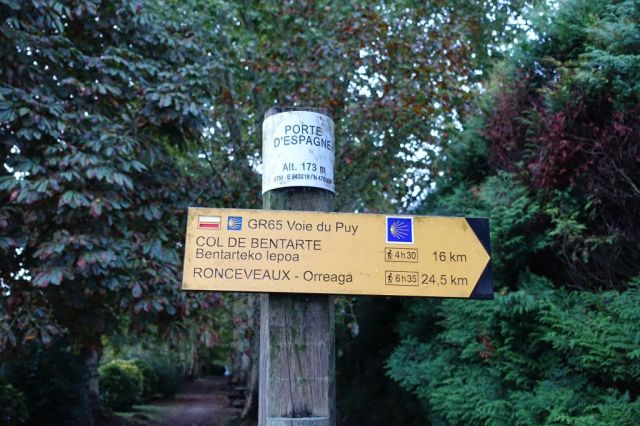 PORTE
D'ESPAGNE
Alt. 173 m
GR65 Voie du Puy
COL DE BENTARTE
Bentarteko lepoa
4h30 16 km
RONCEVEAUX - Orreaga
6h35 24,5 km